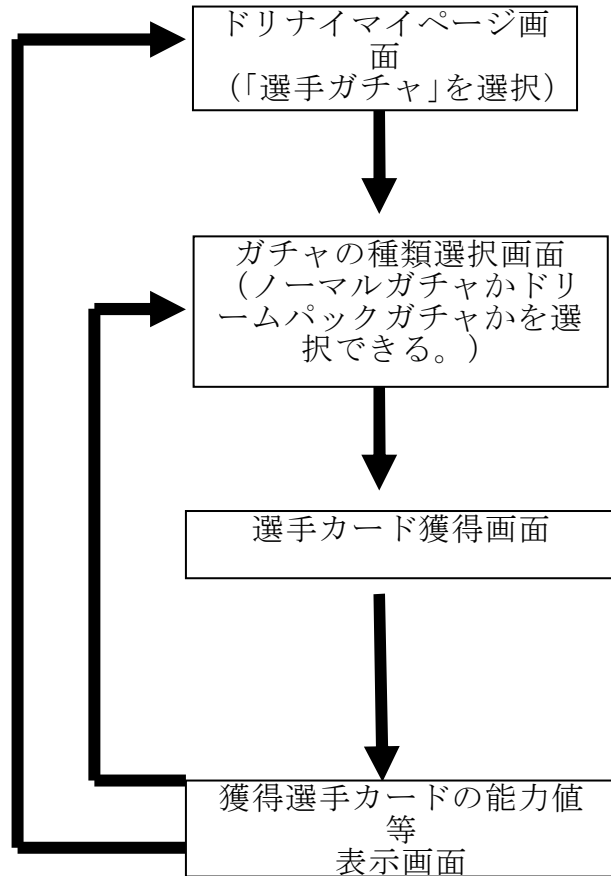 ドリナイマイページ画
面
(「選手ガチャ」を選択)
ガチャの種類選択画面
(ノーマルガチャかドリ
ームパックガチャかを選
択できる。)
選手カード獲得画面
獲得選手カードの能力値
等
表示画面